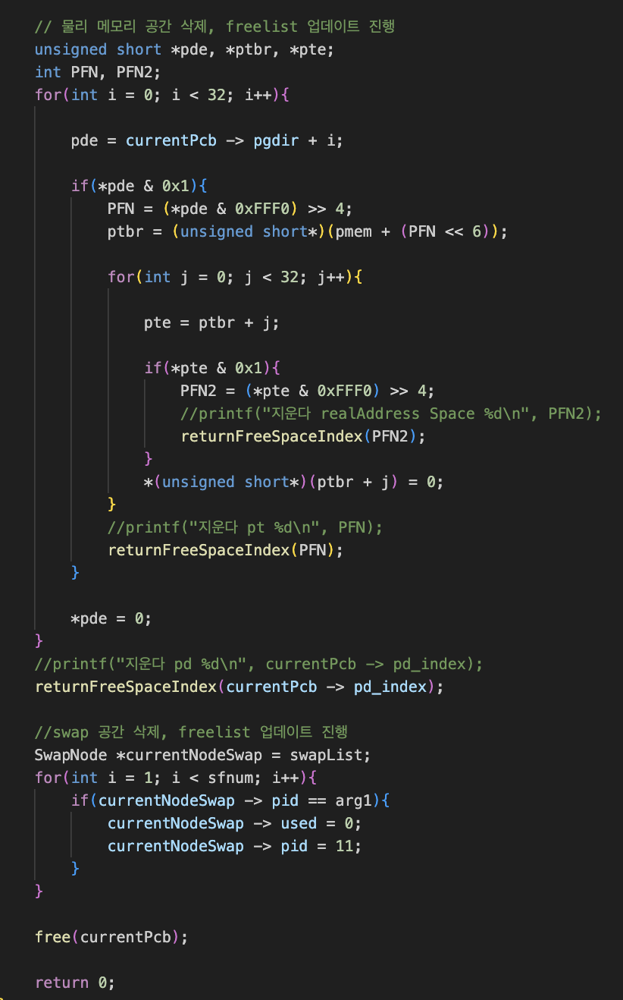 // 물리 메모리 공간 삭제, freelist 업데이트 진행
unsigned short *pde, *ptbr, *pte;
int PFN, PFN2;
for(int i = 0; i < 32; i++){
pde = currentPcb -> pgdir + i;
if(*pde & 0x1){
PFN = (*pde & 0xFFF0) >> 4;
ptbr = (unsigned short*)(pmem + (PFN << 6));
for(int j = 0; j < 32; j++){
pte = ptbr + j;
if(*pte & 0x1){
PFN2 = (*pte & 0xFFF0) >> 4;
//printf("지운다 realAddress Space %d\n", PFN2);
returnFreeSpaceIndex(PFN2);
}
*(unsigned short*)(ptbr + j) = 0;
}
//printf("지운다 pt %d\n", PFN);
returnFreeSpaceIndex(PFN);
}
*pde = 0;
}
//printf("지운다 pd %d\n", currentPcb -> pd_index);
returnFreeSpaceIndex(currentPcb -> pd_index);
//swap 공간 삭제, freelist 업데이트 진행
SwapNode *currentNodeSwap = swapList;
for(int i = 1; i < sfnum; i++){
if(currentNodeSwap -> pid == arg1){
currentNodeSwap -> used = 0;
currentNodeSwap -> pid = 11;
}
}
free(currentPcb);
return 0;